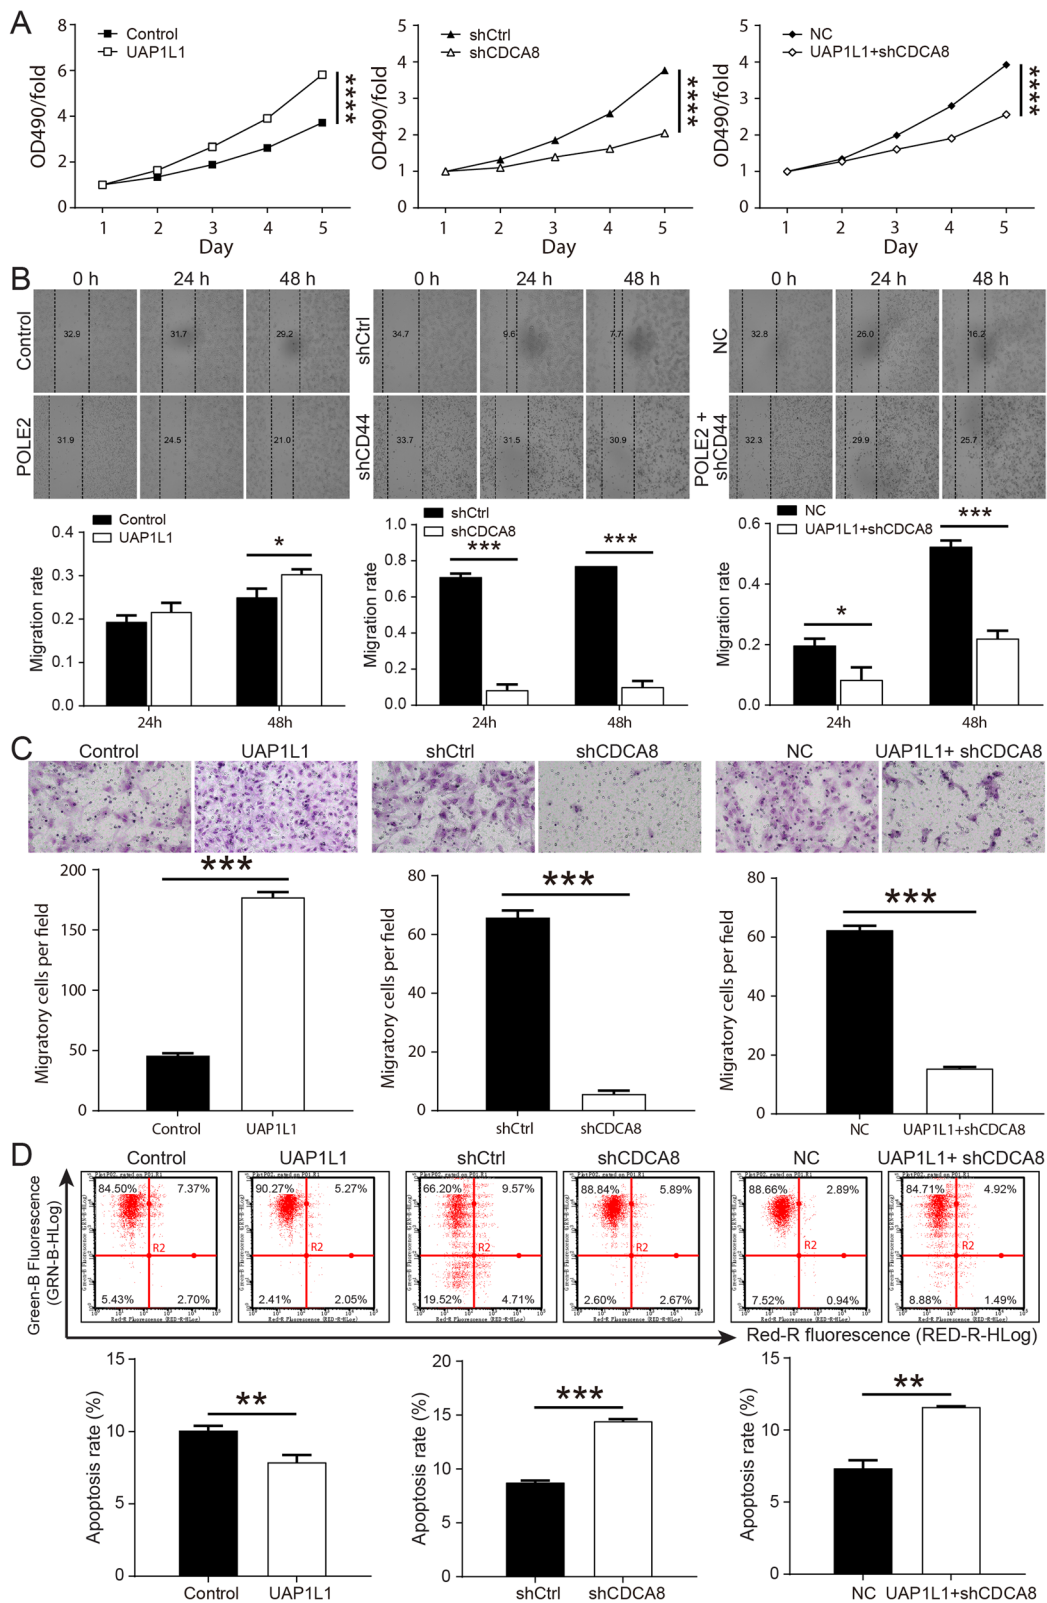 A
Control
UAP1L1
OD490/fold
8
6
4
2
0
1 2 3 4 5
Day
****
shCtrl
shCDCA8
OD490/fold
5
4
3
2
1
0
1 2 3 4 5
Day
****
NC
UAP1L1+shCDCA8
OD490/fold
5
4
3
2
1
0
1 2 3 4 5
Day
****
B
0 h 24 h 48 h
Control
32.9 31.7 29.2
POLE2
31.9 24.5 21.0
0 h 24 h 48 h
shCtrl
34.7 9.6 7.7
shCD44
33.7 31.5 30.9
0 h 24 h 48 h
NC
32.8 26.0 16.2
POLE2 +
shCD44
32.3 29.9 25.7
Control
UAP1L1
Migration rate
0.4
0.3
0.2
0.1
0.0
*
24h 48h
shCtrl
shCDCA8
Migration rate
1.0
0.8
0.6
0.4
0.2
0.0
*** ***
24h 48h
NC
UAP1L1+shCDCA8
Migration rate
0.6
0.4
0.2
0.0
* ***
24h 48h
C
Control UAP1L1 shCtrl shCDCA8 NC UAP1L1+ shCDCA8
Migratory cells per field
200
150
100
50
0
***
Control UAP1L1
Migratory cells per field
80
60
40
20
0
***
shCtrl shCDCA8
Migratory cells per field
80
60
40
20
0
***
NC UAP1L1+shCDCA8
D
Control UAP1L1 shCtrl shCDCA8 NC UAP1L1+ shCDCA8
Green-B Fluorescence
(GRN-B-HLog)
84.50% 7.37%
R2
5.43% 2.70%
90.27% 5.27%
R2
2.41% 2.05%
66.20% 9.57%
R2
19.52% 4.71%
88.84% 5.89%
R2
2.60% 2.67%
88.66% 2.89%
R2
7.52% 0.94%
84.71% 4.92%
R2
8.88% 1.49%
Red-R fluorescence (RED-R-HLog)
Apoptosis rate (%)
15
10
5
0
**
Control UAP1L1
Apoptosis rate (%)
20
15
10
5
0
***
shCtrl shCDCA8
Apoptosis rate (%)
15
10
5
0
**
NC UAP1L1+shCDCA8